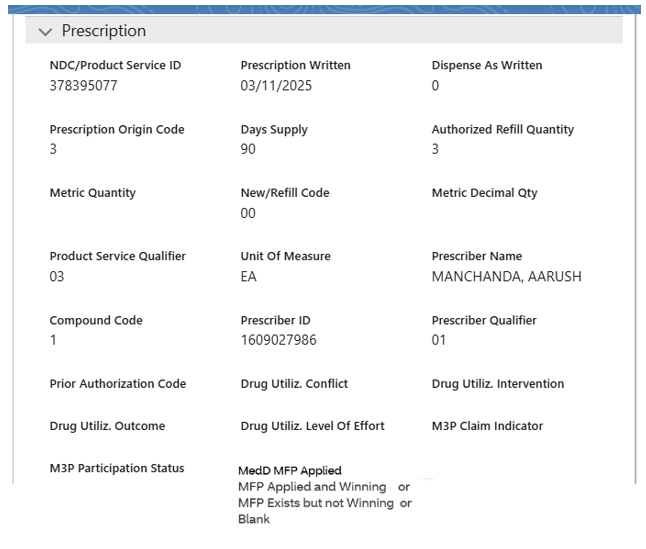 Prescription
NDC/Product Service ID Prescription Written Dispense As Written
378395077 03/11/2025 0
Prescription Origin Code Days Supply Authorized Refill Quantity
3 90 3
Metric Quantity New/Refill Code Metric Decimal Qty
00
Product Service Qualifier Unit Of Measure Prescriber Name
03 EA MANCHANDA, AARUSH
Compound Code Prescriber ID Prescriber Qualifier
1 1609027986 01
Prior Authorization Code Drug Utiliz. Conflict Drug Utiliz. Intervention
Drug Utiliz. Outcome Drug Utiliz. Level Of Effort M3P Claim Indicator
M3P Participation Status MedD MFP Applied
MFP Applied and Winning or
MFP Exists but not Winning or
Blank